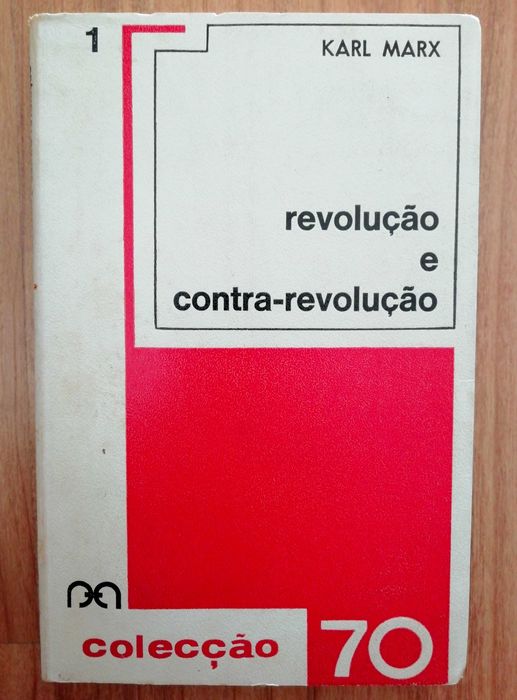 1
KARL MARX
revolução
e
contra-revolução
colecção 70